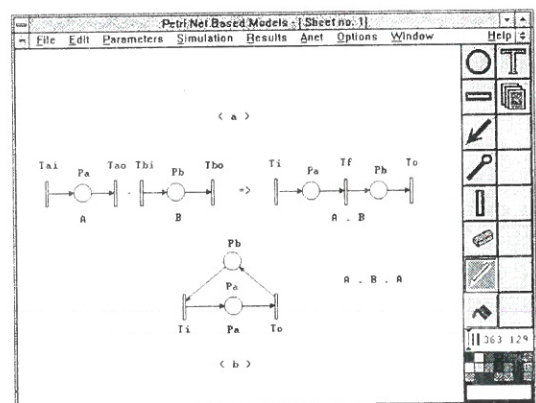 Petri Net Based Models - [ Sheet no. 1]
File Edit Parameters Simulation Results Anet Options Window Help
T
( a )
Tai Pa Tao Tbi Pb Tbo Ti Pa Tf Pb To
. =>
A B A . B
Pb
Pa
A . B . A
Ti Pa To
363 129
( b )